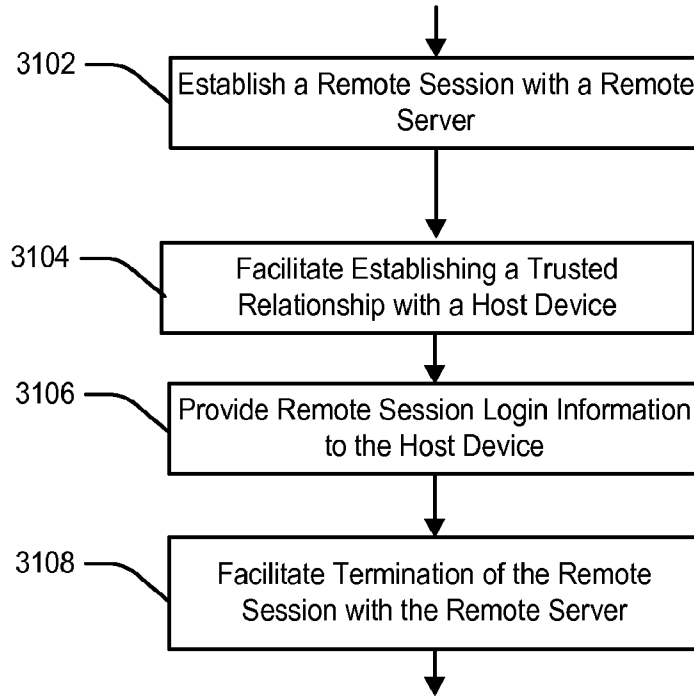 3102
Establish a Remote Session with a Remote
Server
3104
Facilitate Establishing a Trusted
Relationship with a Host Device
3106
Provide Remote Session Login Information
to the Host Device
3108
Facilitate Termination of the Remote
Session with the Remote Server